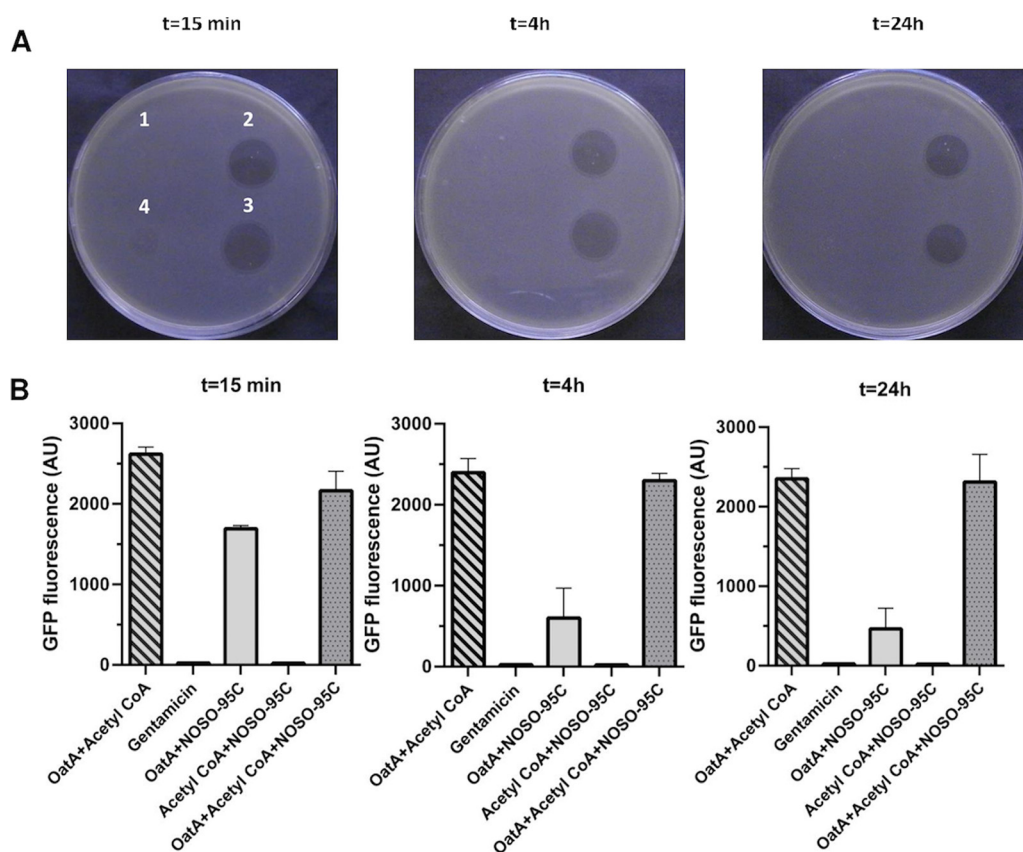 t=15 min t=4h t=24h
A
1 2
4 3
B
t=15 min t=4h t=24h
GFP fluorescence (AU)
3000
2000
1000
0
OatA+Acetyl CoA
Gentamicin
OatA+NOSO-95C
Acetyl CoA+NOSO-95C
OatA+Acetyl CoA+NOSO-95C
GFP fluorescence (AU)
3000
2000
1000
0
OatA+Acetyl CoA
Gentamicin
OatA+NOSO-95C
Acetyl CoA+NOSO-95C
OatA+Acetyl CoA+NOSO-95C
GFP fluorescence (AU)
3000
2000
1000
0
OatA+Acetyl CoA
Gentamicin
OatA+NOSO-95C
Acetyl CoA+NOSO-95C
OatA+Acetyl CoA+NOSO-95C